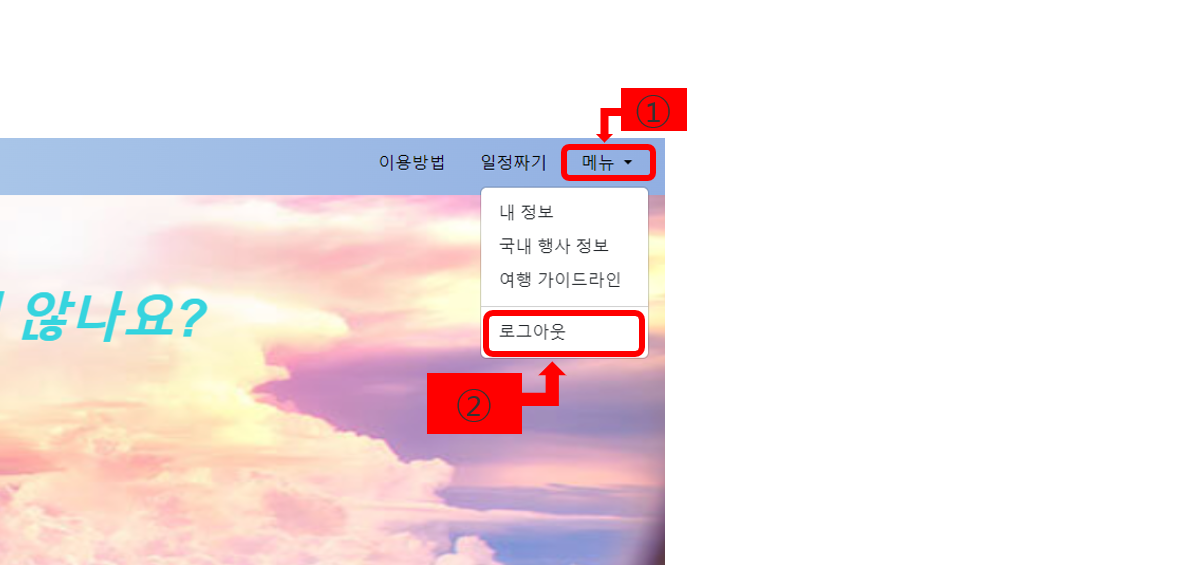 ①
이용방법 일정짜기 메뉴
내 정보
국내 행사 정보
여행 가이드라인
않나요?
로그아웃
②